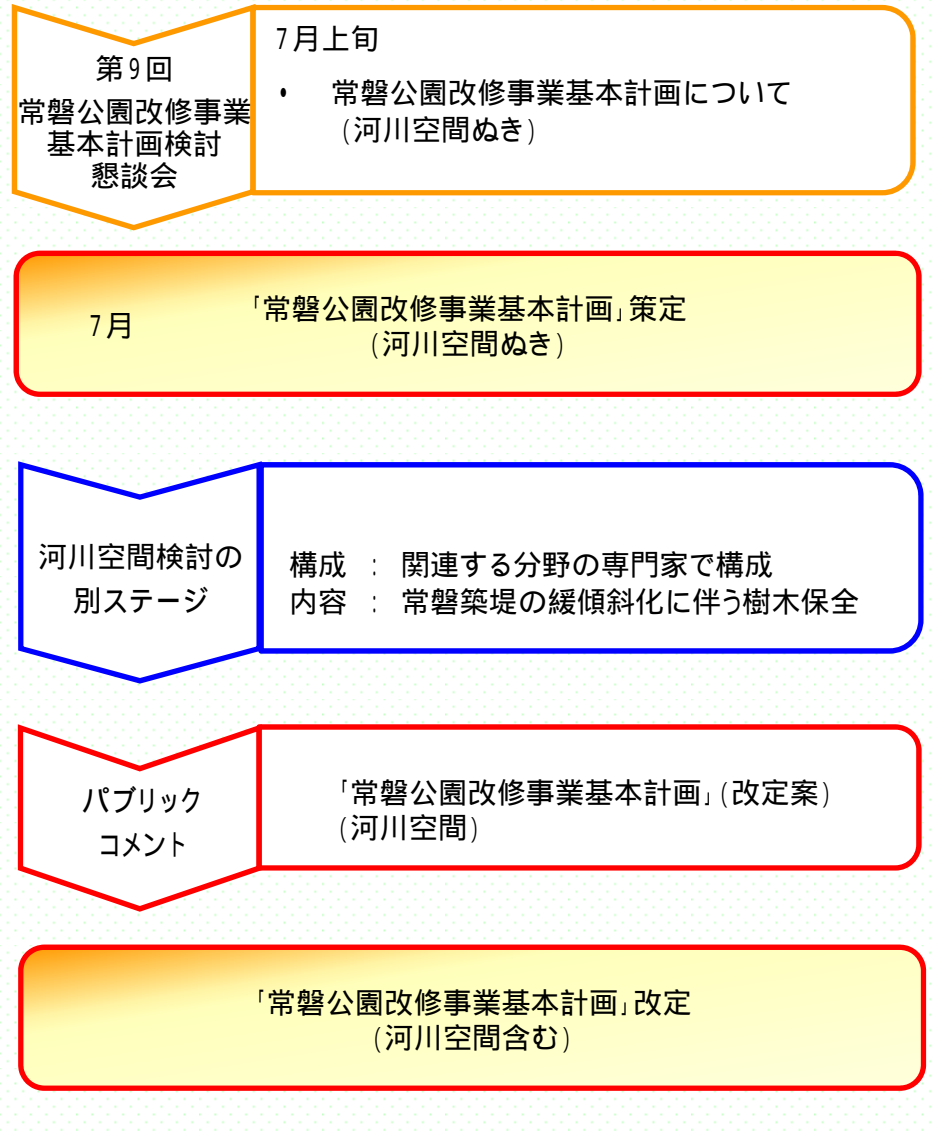 第9回
常磐公園改修事業
基本計画検討
懇談会
7月上旬
・ 常磐公園改修事業基本計画について
(河川空間ぬき)
7月
「常磐公園改修事業基本計画」策定
(河川空間ぬき)
河川空間検討の
別ステージ
構成 : 関連する分野の専門家で構成
内容 : 常磐築堤の緩傾斜化に伴う樹木保全
パブリック
コメント
「常磐公園改修事業基本計画」(改定案)
(河川空間)
「常磐公園改修事業基本計画」改定
(河川空間含む)